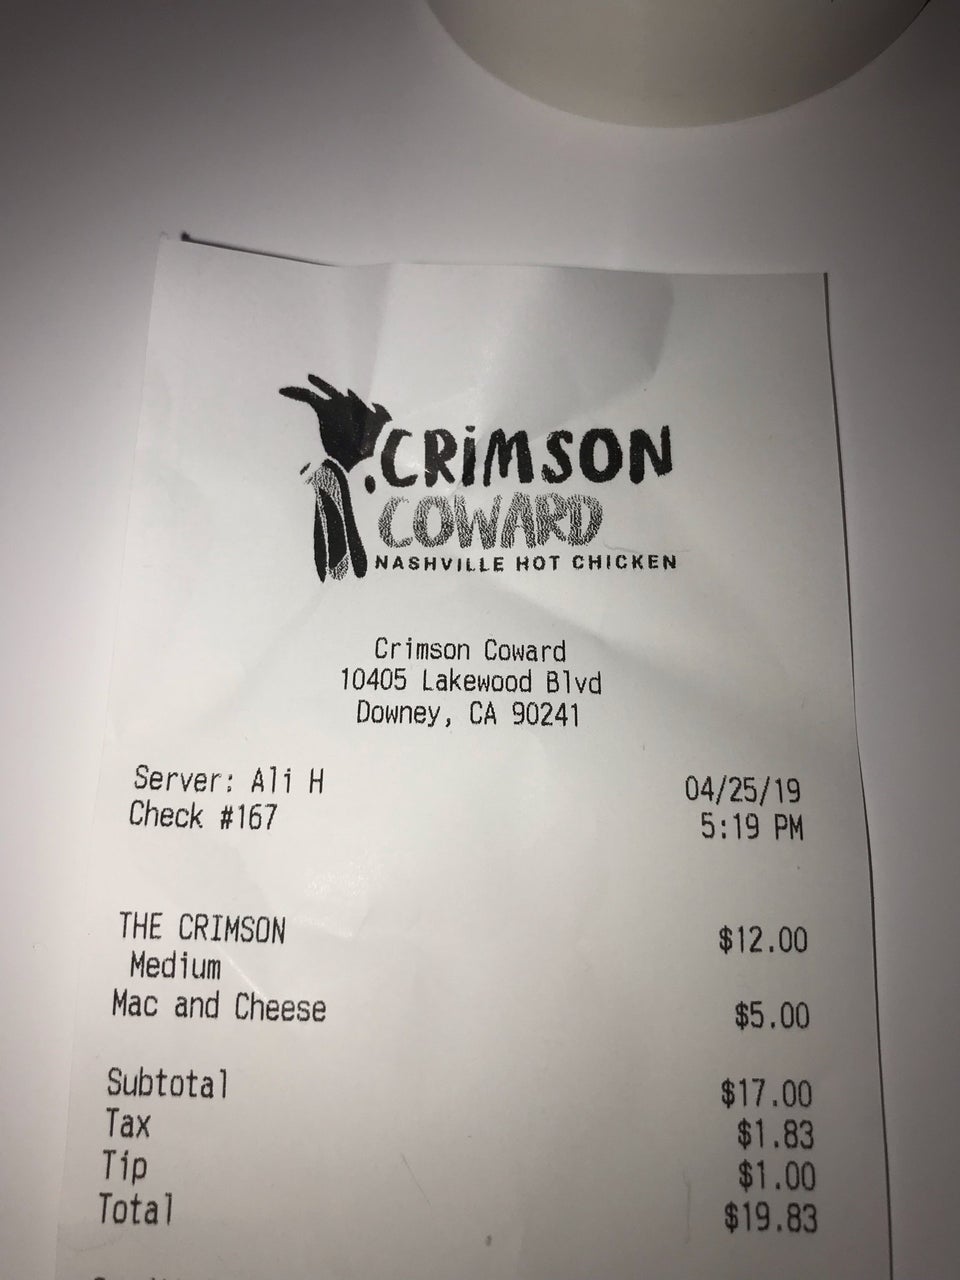 CRiMSON
COWARD
NASHVILLE HOT CHICKEN
Crimson Coward
10405 Lakewood Blvd
Downey, CA 90241
Server: Ali H 04/25/19
Check #167 5:19 PM
THE CRIMSON $12.00
Medium
Mac and Cheese $5.00
Subtotal $17.00
Tax $1.83
Tip $1.00
Total $19.83